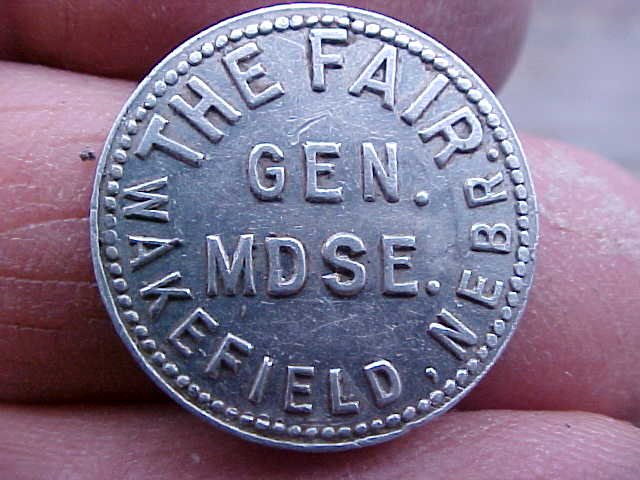 THE FAIR.
GEN.
MDSE.
WAKEFIELD, NEBR.